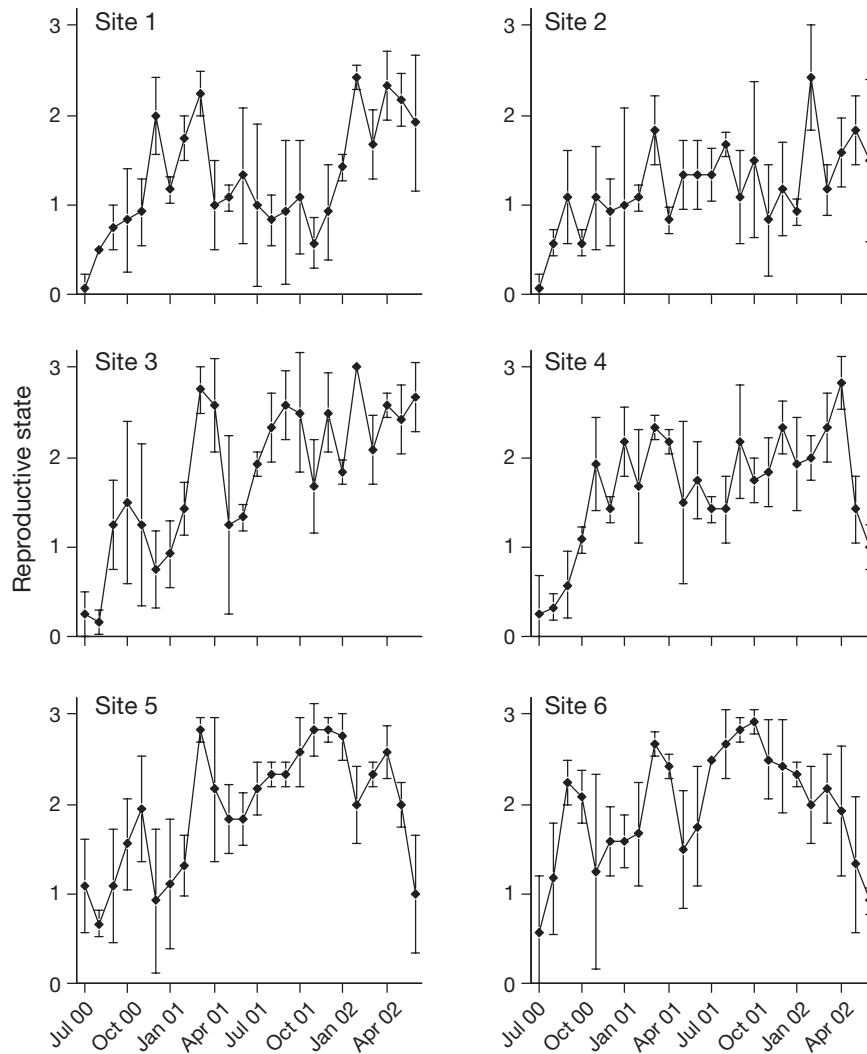 Site 1
3
2
1
0
Site 2
3
2
1
0
Site 3
3
2
1
0
Site 4
3
2
1
0
Reproductive state
Site 5
3
2
1
0
Jul 00
Oct 00
Jan 01
Apr 01
Jul 01
Oct 01
Jan 02
Apr 02
Site 6
3
2
1
0
Jul 00
Oct 00
Jan 01
Apr 01
Jul 01
Oct 01
Jan 02
Apr 02